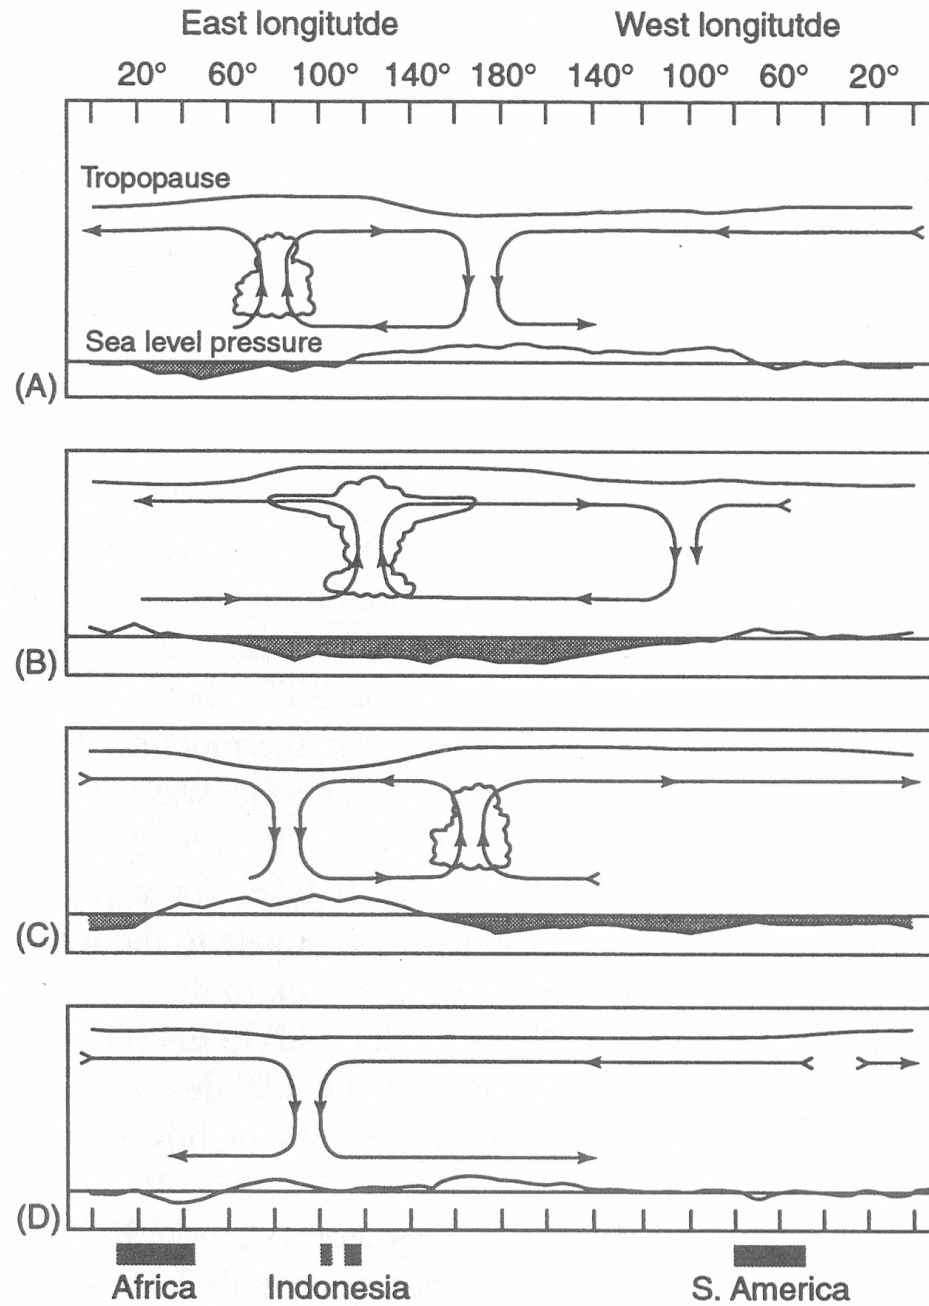 East longitutde West longitutde
20° 60° 100° 140° 180° 140° 100° 60° 20°
Tropopause
Sea level pressure
(A)
(B)
(C)
(D)
Africa Indonesia S. America